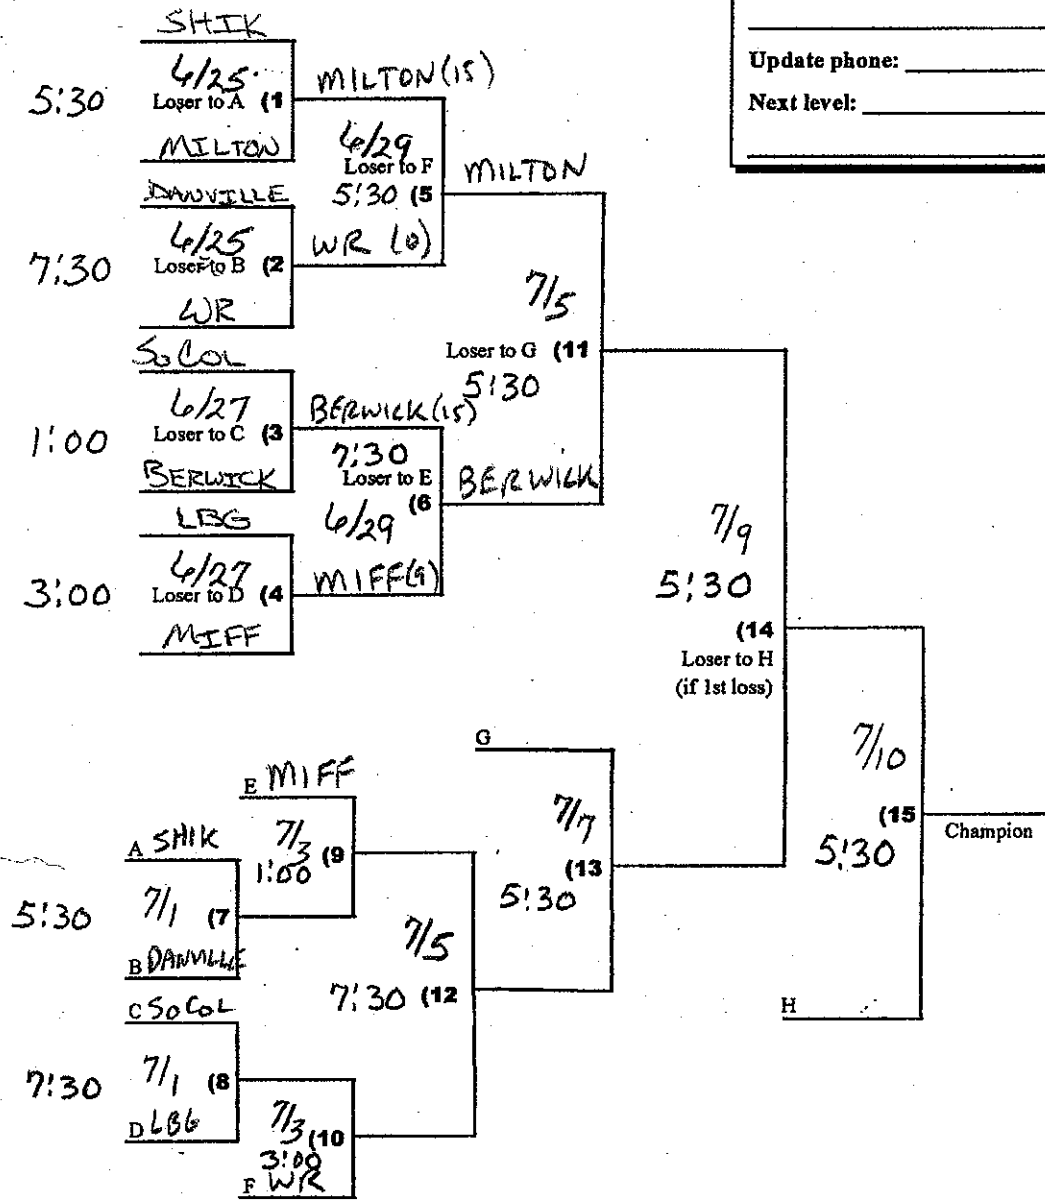 Update phone:
Next level:
SHIK
5:30
6/25
Loser to A (1
MILTON
MILTON (15)
DANVILLE
7:30
6/25
Loser to B (2
WR
6/29
Loser to F
5:30 (5
WR (0)
MILTON
So COL
1:00
6/27
Loser to C (3
BERWICK
BERWICK (15)
LBG
3:00
6/27
Loser to D (4
MIFF
7:30
Loser to E
(6
6/29
MIFF (9)
BERWICK
7/5
Loser to G (11
5:30
7/9
5:30
(14
Loser to H
(if 1st loss)
G
E MIFF
7/3 (9
1:00
A SHIK
5:30
7/1 (7
B DANVILLE
C SoCOL
7:30
7/1 (8
D LBG
7/3 (10
3:00
F WR
7/5
7:30 (12
7/7
(13
5:30
7/10
(15
5:30
Champion
H